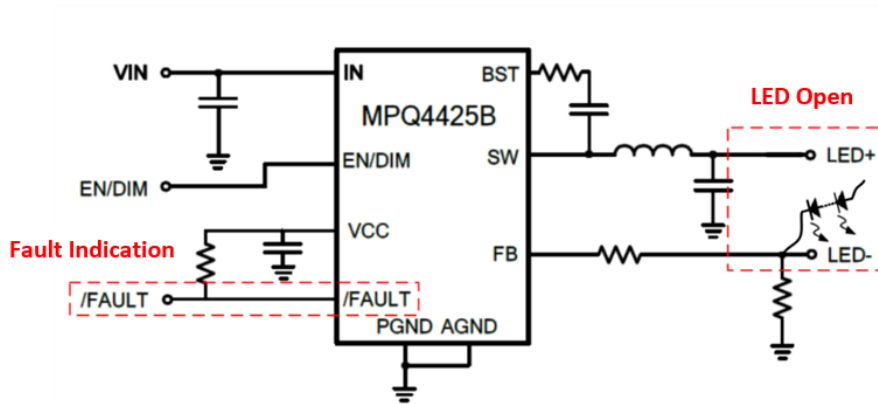 VIN
IN
BST
LED Open
MPQ4425B
EN/DIM
SW
LED+
EN/DIM
VCC
Fault Indication
FB
LED-
/FAULT
/FAULT
PGND AGND